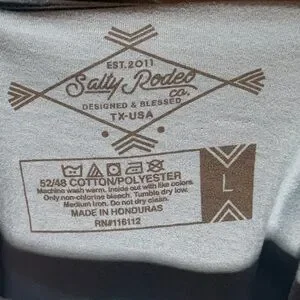 EST. 2011
Salty Rodeo
co.
DESIGNED & BLESSED
TX-USA
52/48 COTTON/POLYESTER
Machine wash warm. Inside out with like colors.
Only non-chlorine bleach. Tumble dry low.
Medium Iron. Do not dry clean.
MADE IN HONDURAS
RN#116112
L